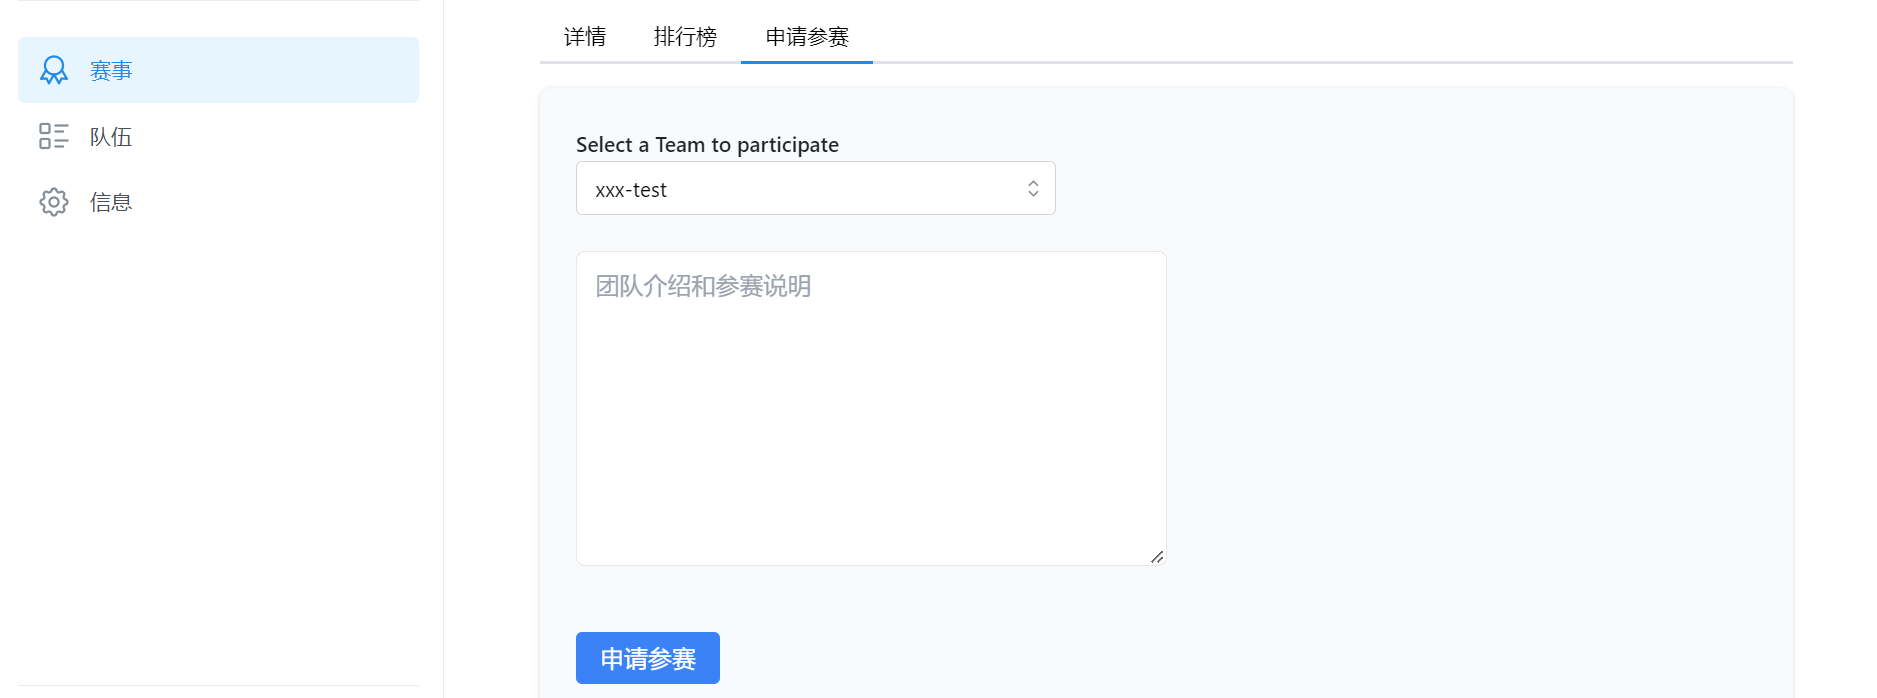 赛事
队伍
信息
详情
排行榜
申请参赛
Select a Team to participate
xxx-test
团队介绍和参赛说明
申请参赛